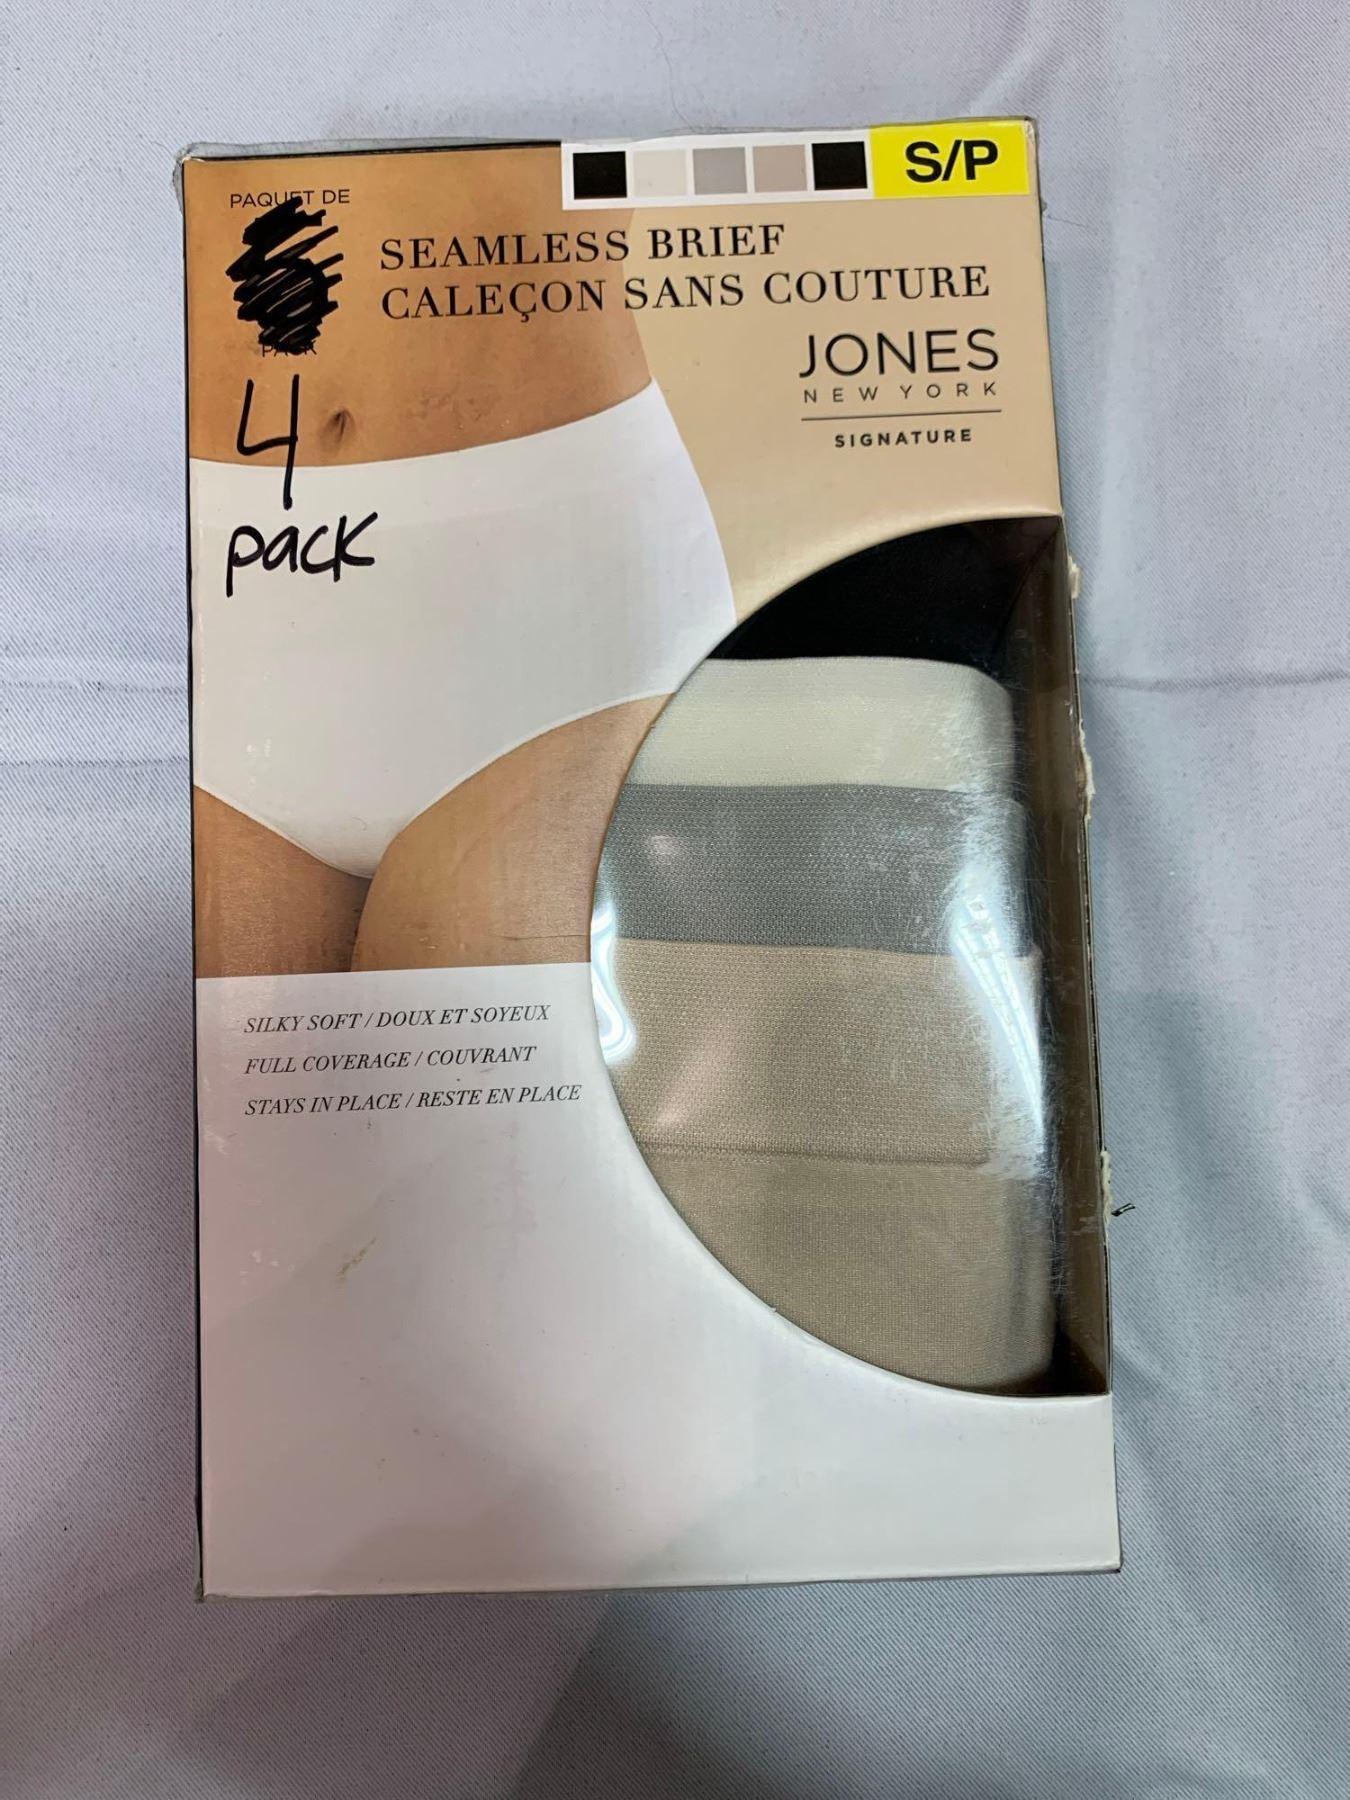 S/P
PAQUET DE
PACK
4
pack
SEAMLESS BRIEF
CALEÇON SANS COUTURE
JONES
NEW YORK
SIGNATURE
SILKY SOFT / DOUX ET SOYEUX
FULL COVERAGE / COUVRANT
STAYS IN PLACE / RESTE EN PLACE